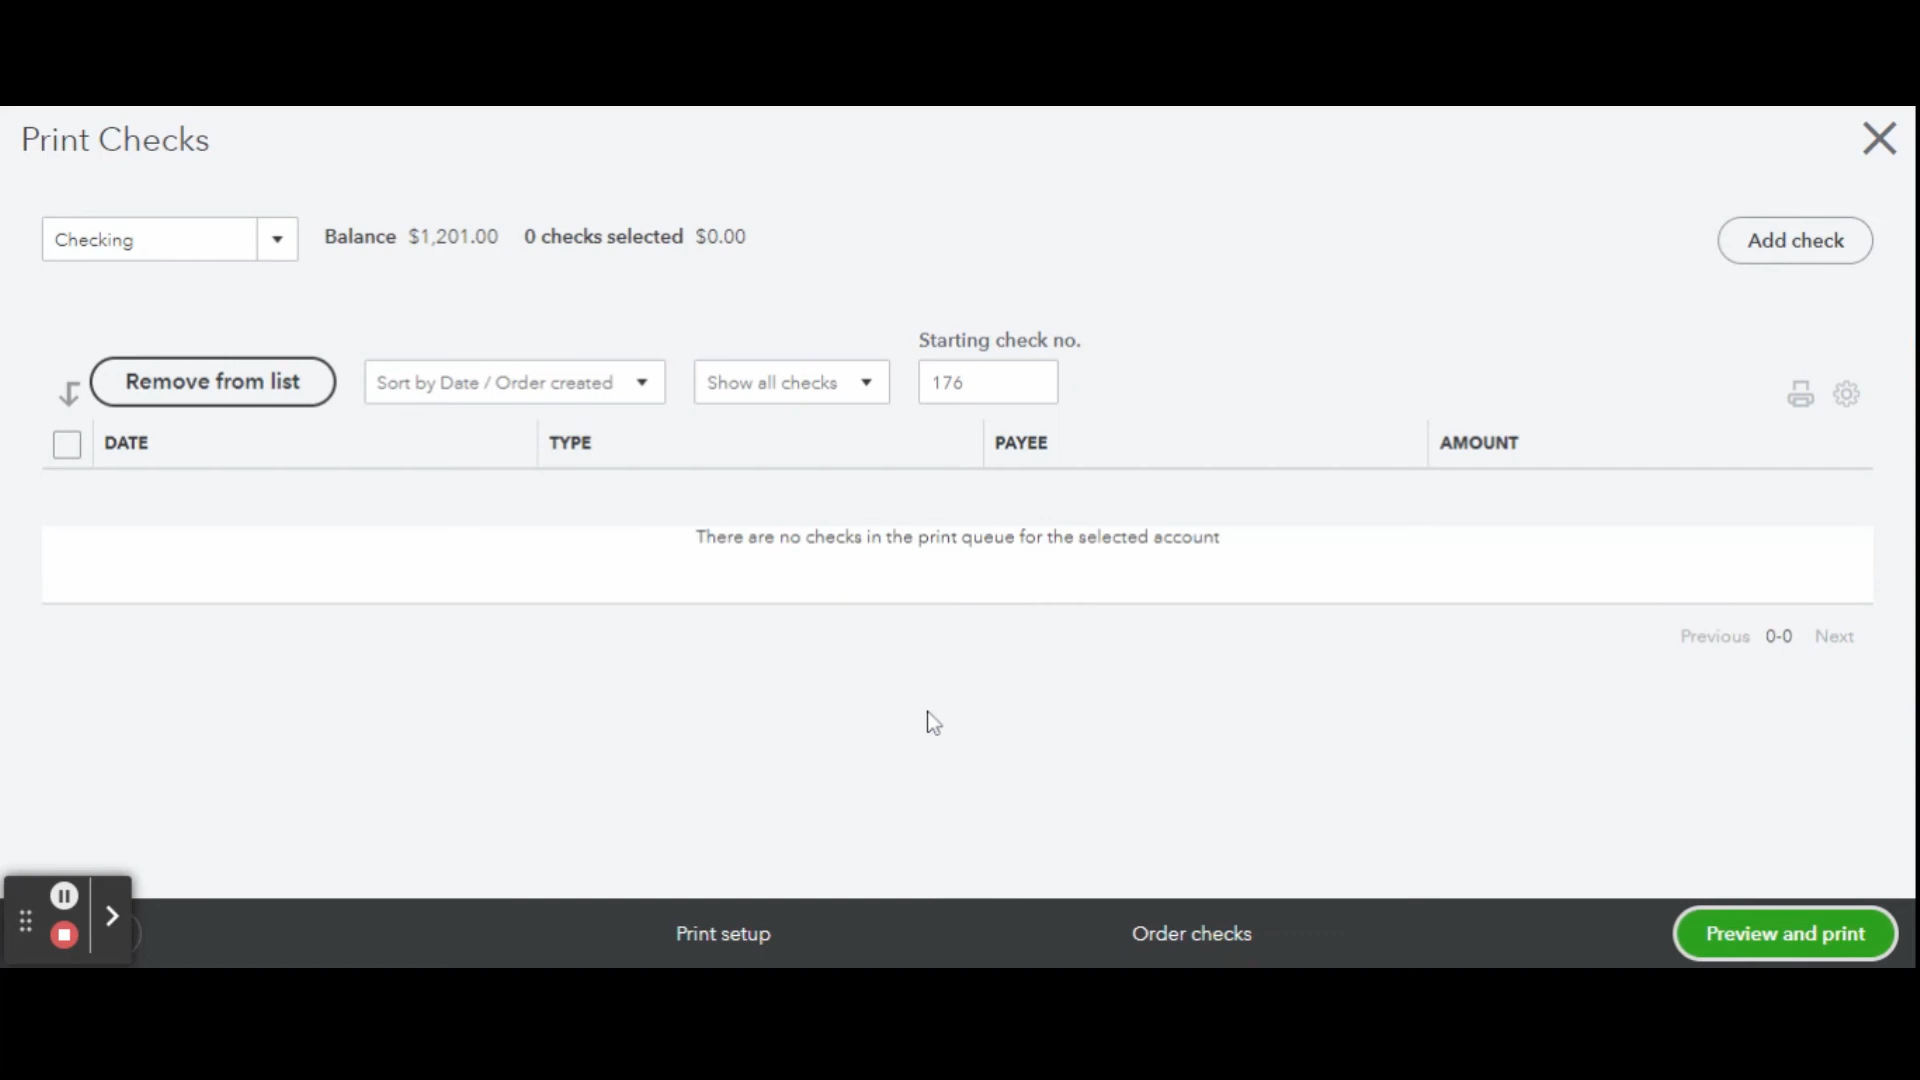 Print Checks
Checking
Balance $1,201.00 0 checks selected $0.00
Add check
Starting check no.
Remove from list
Sort by Date / Order created
Show all checks
176
DATE TYPE PAYEE AMOUNT
There are no checks in the print queue for the selected account
Previous 0-0 Next
Print setup
Order checks
Preview and print